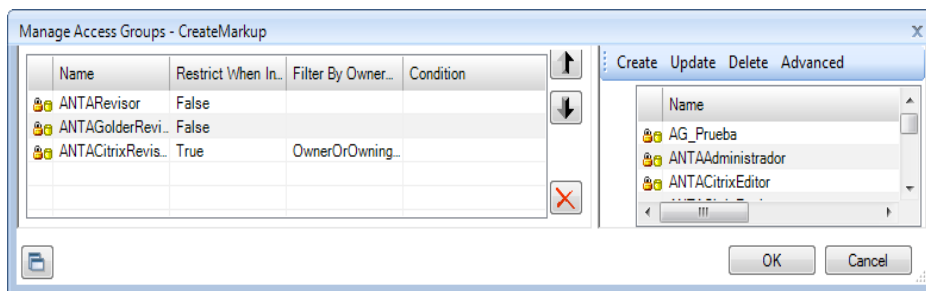 Manage Access Groups - CreateMarkup
Name Restrict When In... Filter By Owner... Condition
ANTARevisor False
ANTAGolderRevi... False
ANTACitrixRevis... True OwnerOrOwning...
Create Update Delete Advanced
Name
AG_Prueba
ANTAAdministrador
ANTACitrixEditor
OK Cancel